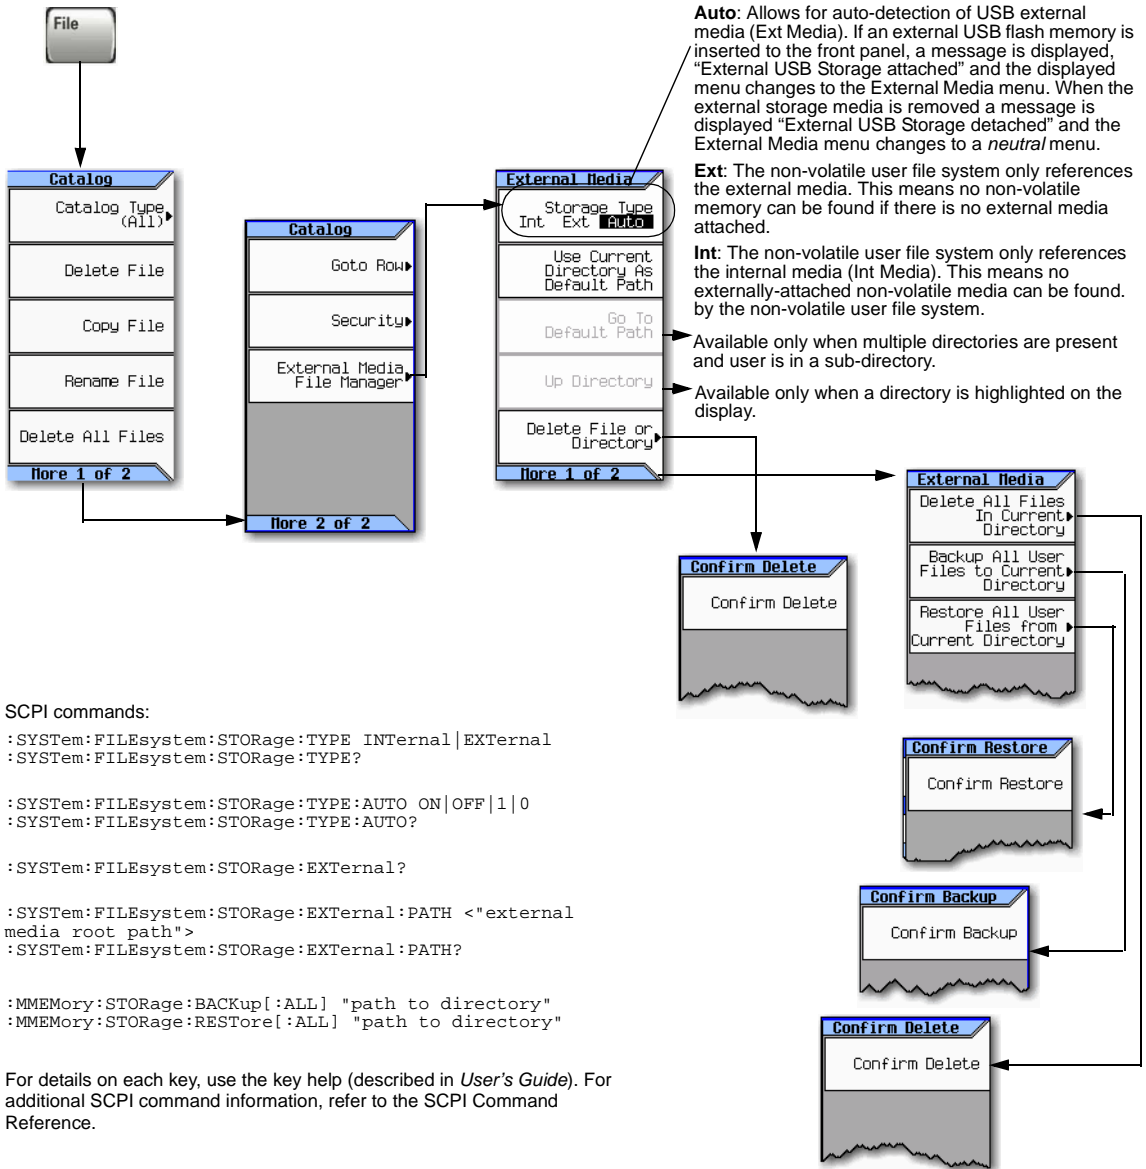 File
Auto: Allows for auto-detection of USB external
media (Ext Media). If an external USB flash memory is
inserted to the front panel, a message is displayed,
“External USB Storage attached” and the displayed
menu changes to the External Media menu. When the
external storage media is removed a message is
displayed “External USB Storage detached” and the
External Media menu changes to a neutral menu.
Ext: The non-volatile user file system only references
the external media. This means no non-volatile
memory can be found if there is no external media
attached.
Int: The non-volatile user file system only references
the internal media (Int Media). This means no
externally-attached non-volatile media can be found.
by the non-volatile user file system.
Available only when multiple directories are present
and user is in a sub-directory.
Available only when a directory is highlighted on the
display.
Catalog
Catalog Type
(All)
Delete File
Copy File
Rename File
Delete All Files
More 1 of 2
Catalog
Goto Row
Security
External Media
File Manager
More 2 of 2
External Media
Storage Type
Int Ext Auto
Use Current
Directory As
Default Path
Go To
Default Path
Up Directory
Delete File or
Directory
More 1 of 2
External Media
Delete All Files
In Current
Directory
Backup All User
Files to Current
Directory
Restore All User
Files from
Current Directory
Confirm Delete
Confirm Delete
Confirm Restore
Confirm Restore
Confirm Backup
Confirm Backup
Confirm Delete
Confirm Delete
SCPI commands:
:SYSTem:FILEsystem:STORage:TYPE INTernal|EXTernal
:SYSTem:FILEsystem:STORage:TYPE?
:SYSTem:FILEsystem:STORage:TYPE:AUTO ON|OFF|1|0
:SYSTem:FILEsystem:STORage:TYPE:AUTO?
:SYSTem:FILEsystem:STORage:EXTernal?
:SYSTem:FILEsystem:STORage:EXTernal:PATH <"external
media root path">
:SYSTem:FILEsystem:STORage:EXTernal:PATH?
:MMEMory:STORage:BACKup[:ALL] "path to directory"
:MMEMory:STORage:RESTore[:ALL] "path to directory"
For details on each key, use the key help (described in User’s Guide). For
additional SCPI command information, refer to the SCPI Command
Reference.